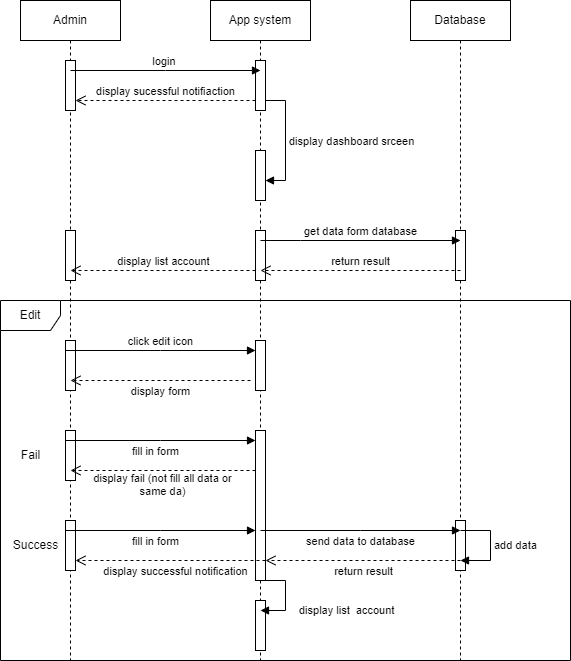 Admin
App system
Database
login
display sucessful notifiaction
display dashboard srceen
get data form database
display list account
return result
Edit
click edit icon
display form
Fail
fill in form
display fail (not fill all data or
same da)
Success
fill in form
send data to database
add data
display successful notification
return result
display list  account